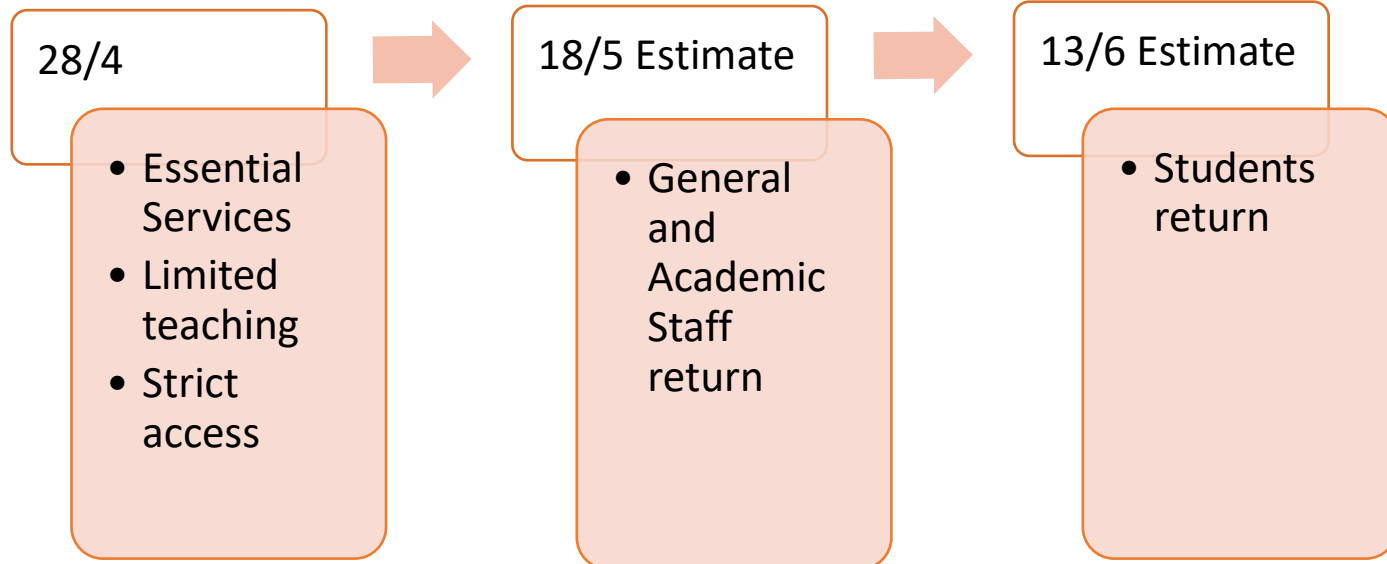 28/4
• Essential
Services
• Limited
teaching
• Strict
access
18/5 Estimate
• General
and
Academic
Staff
return
13/6 Estimate
• Students
return